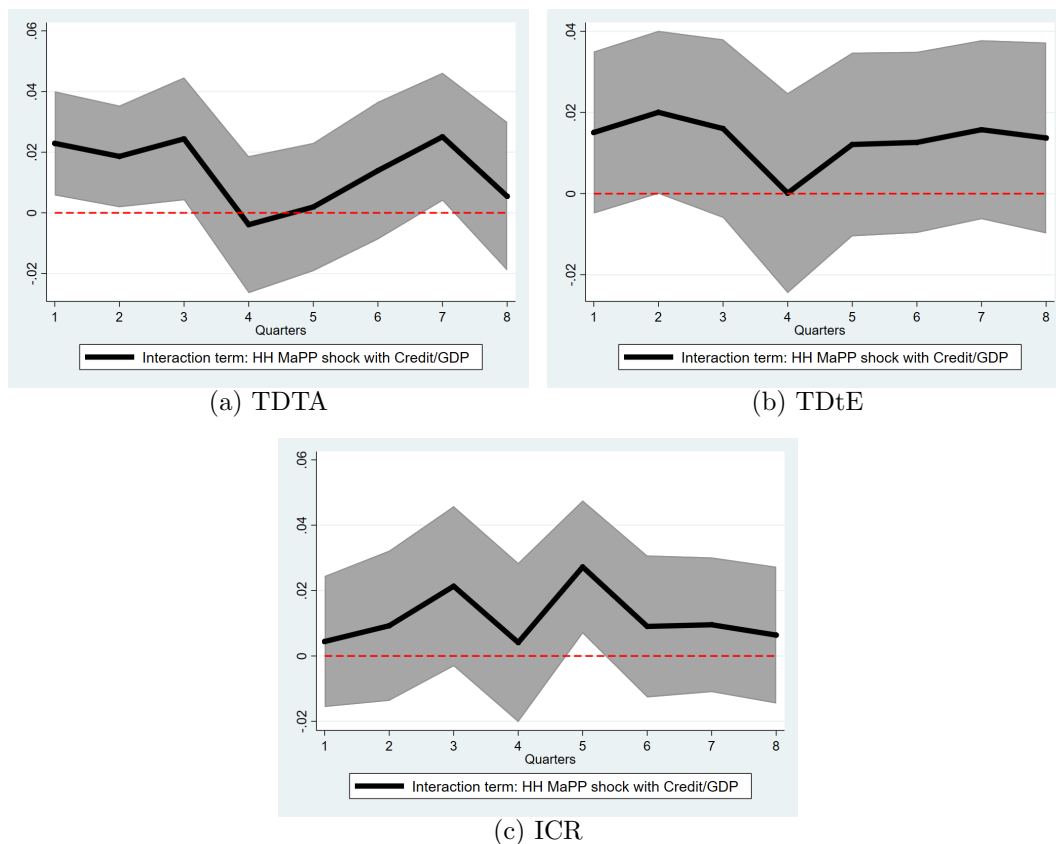 .06
.04
.02
0
-.02
1 2 3 4 5 6 7 8
Quarters
Interaction term: HH MaPP shock with Credit/GDP
(a) TDTA
.04
.02
0
-.02
1 2 3 4 5 6 7 8
Quarters
Interaction term: HH MaPP shock with Credit/GDP
(b) TDtE
.06
.04
.02
0
-.02
1 2 3 4 5 6 7 8
Quarters
Interaction term: HH MaPP shock with Credit/GDP
(c) ICR